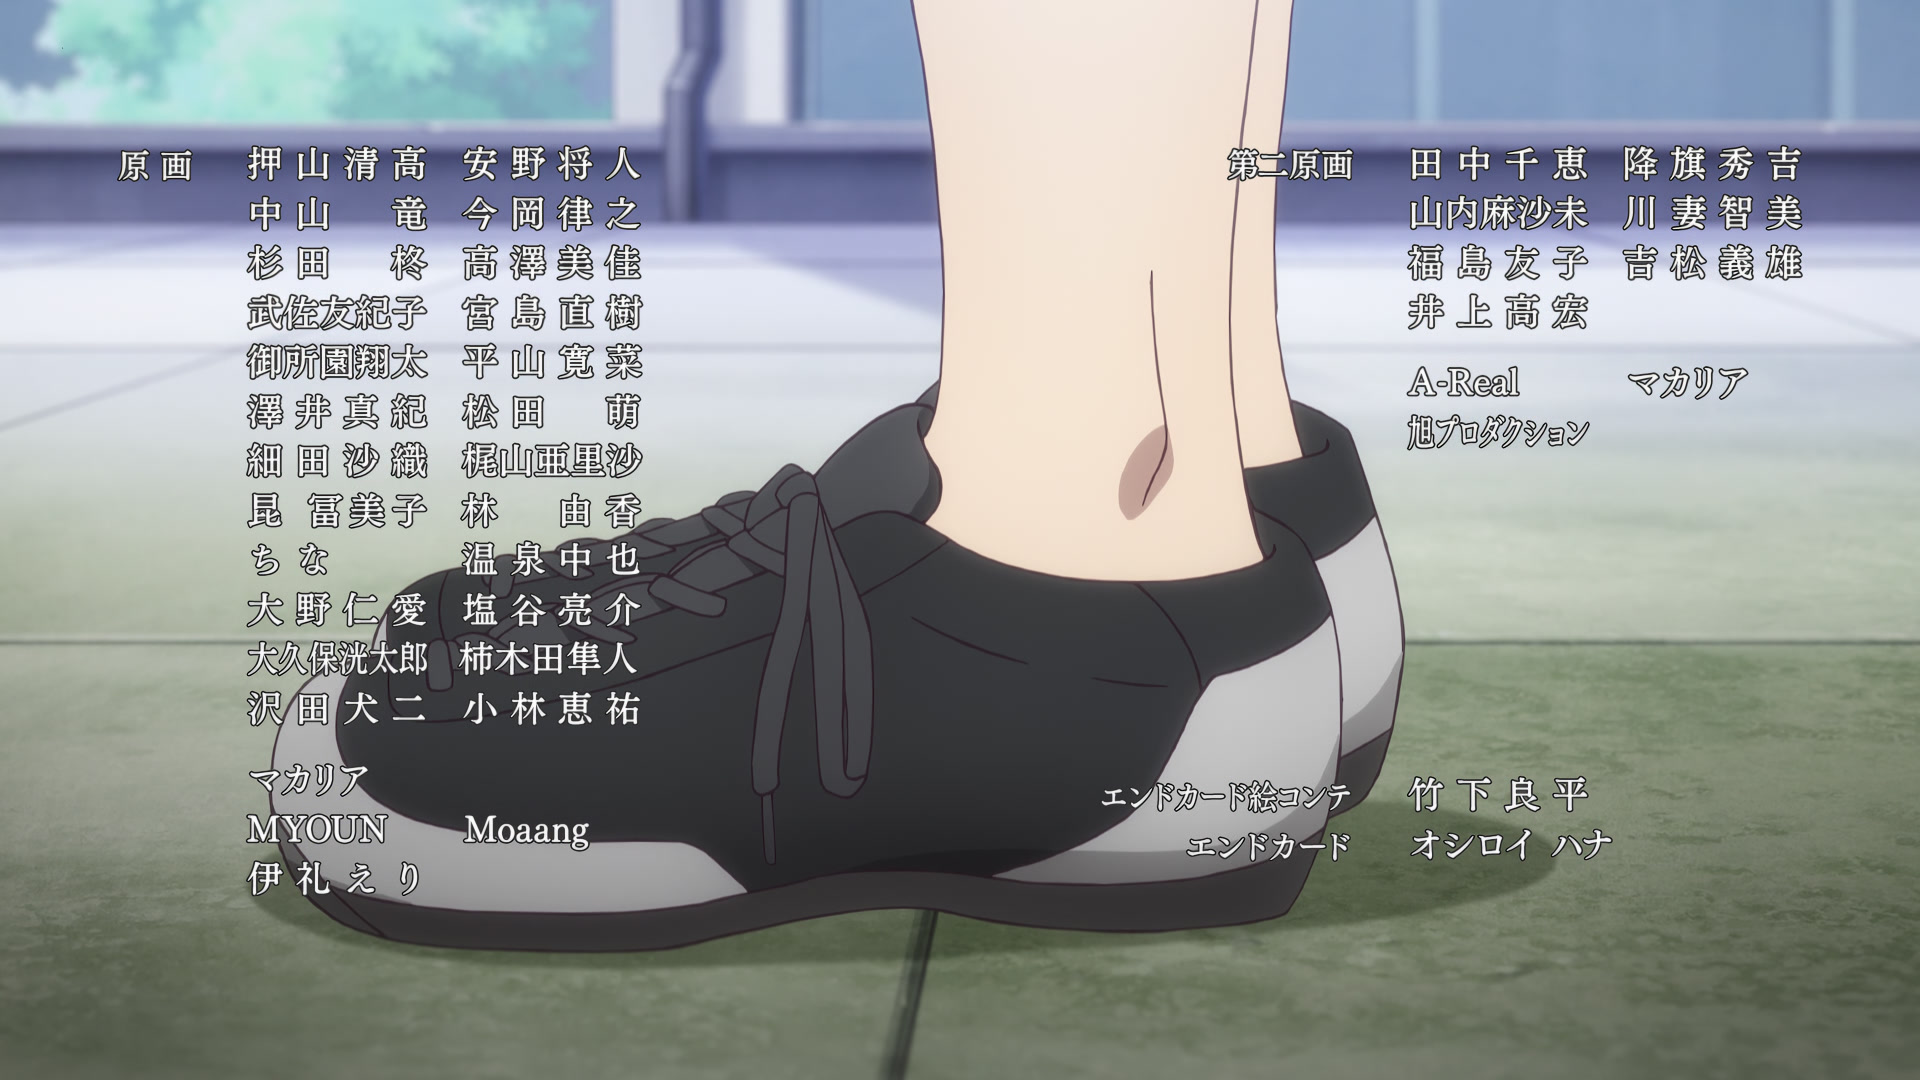 原画 押山清高 安野将人
中山 竜 今岡律之
杉田 柊 高澤美佳
武佐友紀子 宮島直樹
御所園翔太 平山寛菜
澤井真紀 松田 萌
細田沙織 梶山亜里沙
昆 冨美子 林 由香
ちな 温泉中也
大野仁愛 塩谷亮介
大久保洸太郎 柿木田隼人
沢田犬二 小林恵祐
マカリア
MYOUN Moaang
伊礼えり
第二原画 田中千恵 降旗秀吉
山内麻沙未 川妻智美
福島友子 吉松義雄
井上高宏
A-Real マカリア
旭プロダクション
エンドカード絵コンテ 竹下良平
エンドカード オシロイ ハナ